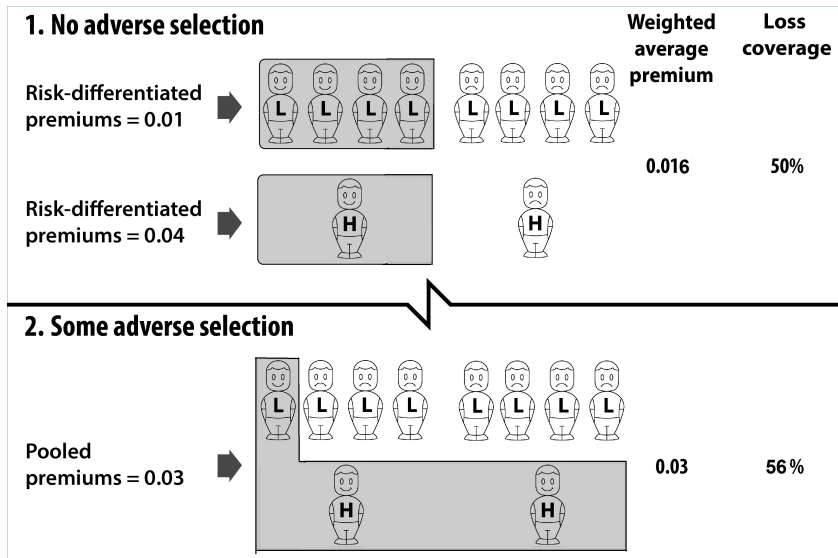 1. No adverse selection
Weighted
average
premium
Loss
coverage
Risk-differentiated
premiums = 0.01
L L L L L L L L
0.016 50%
Risk-differentiated
premiums = 0.04
H H
2. Some adverse selection
L L L L L L L L
Pooled
premiums = 0.03
0.03 56 %
H H